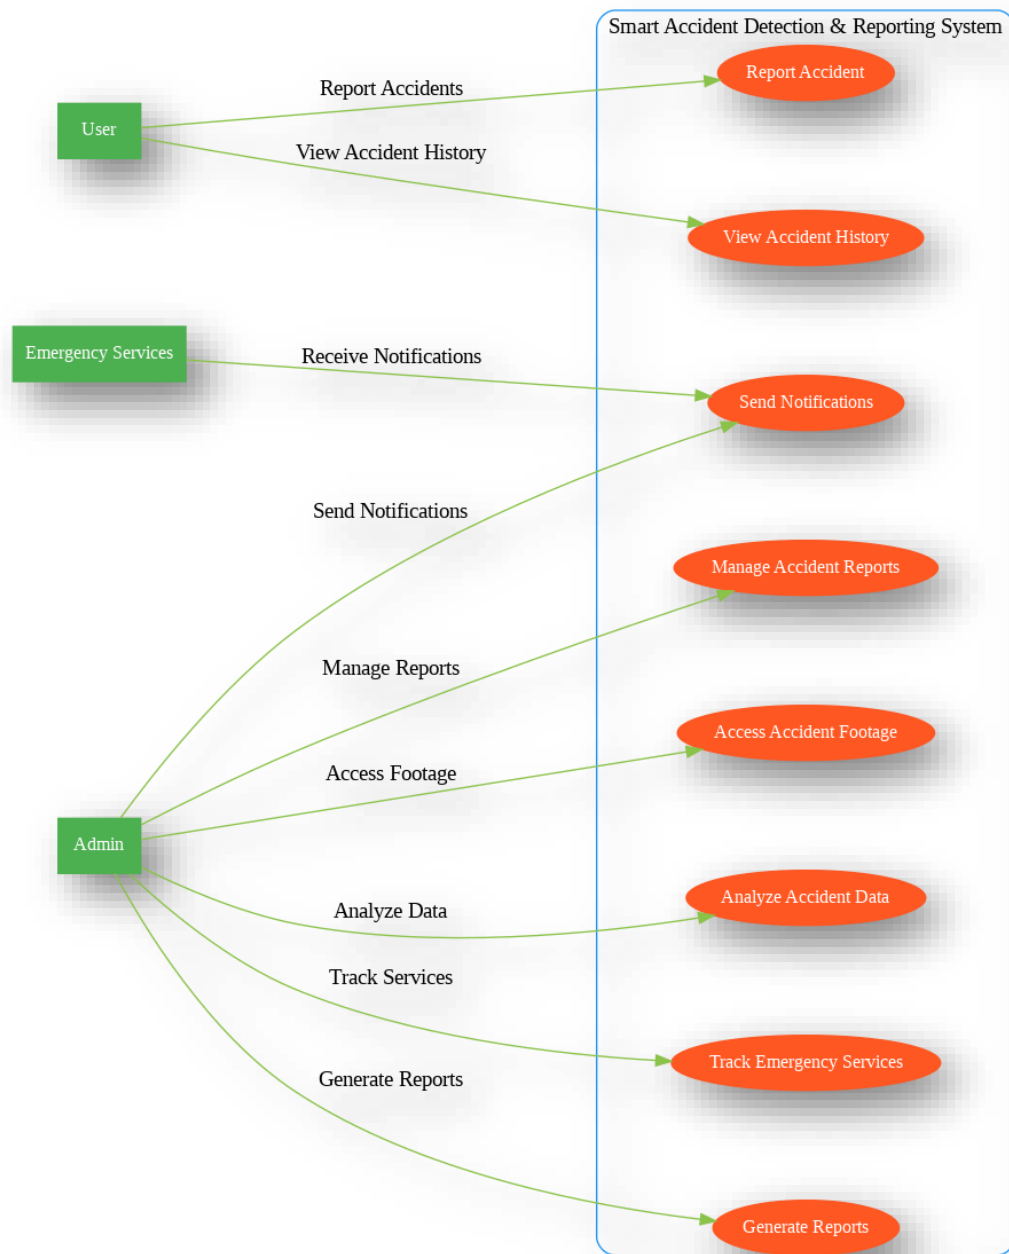 Smart Accident Detection & Reporting System
Report Accident
Report Accidents
User
View Accident History
View Accident History
Emergency Services
Receive Notifications
Send Notifications
Send Notifications
Manage Accident Reports
Manage Reports
Access Accident Footage
Access Footage
Admin
Analyze Accident Data
Analyze Data
Track Services
Track Emergency Services
Generate Reports
Generate Reports